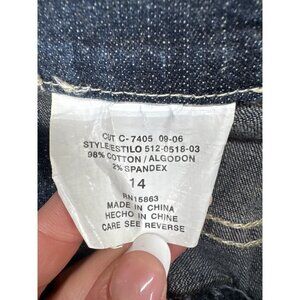 CUT C-7405 09-06
STYLE/ESTILO 512-0518-03
98% COTTON/ALGODON
2% SPANDEX
14
RN15863
MADE IN CHINA
HECHO IN CHINE
CARE SEE REVERSE